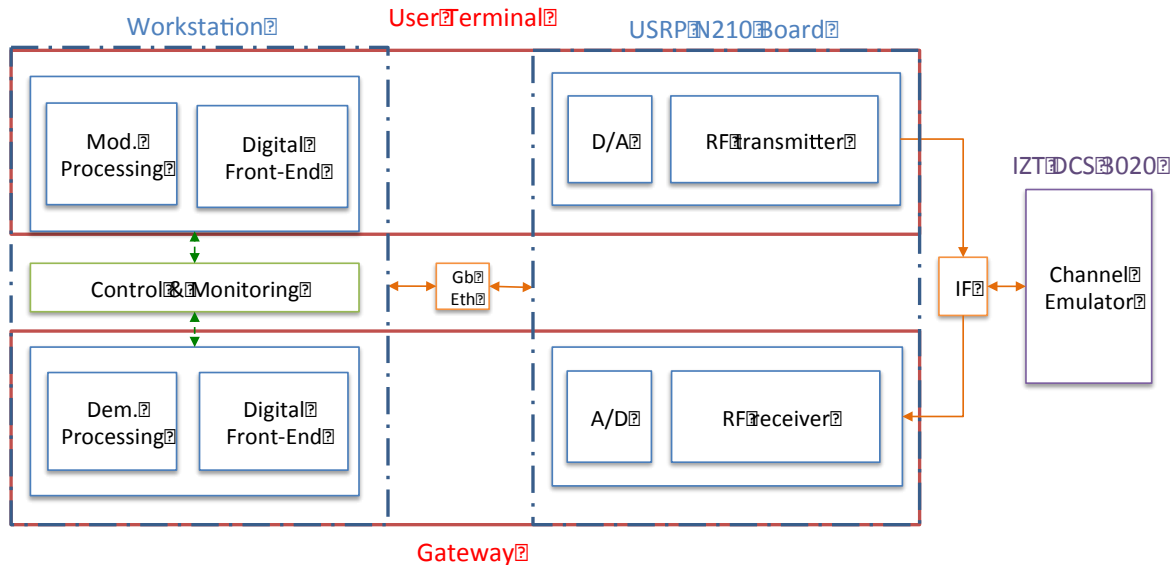 User Terminal
Workstation
USRP N210 Board
Mod.
Processing
Digital
Front-End
D/A
RF transmitter
IZT DCS 3020
Control & Monitoring
Gb
Eth
IF
Channel
Emulator
Dem.
Processing
Digital
Front-End
A/D
RF receiver
Gateway